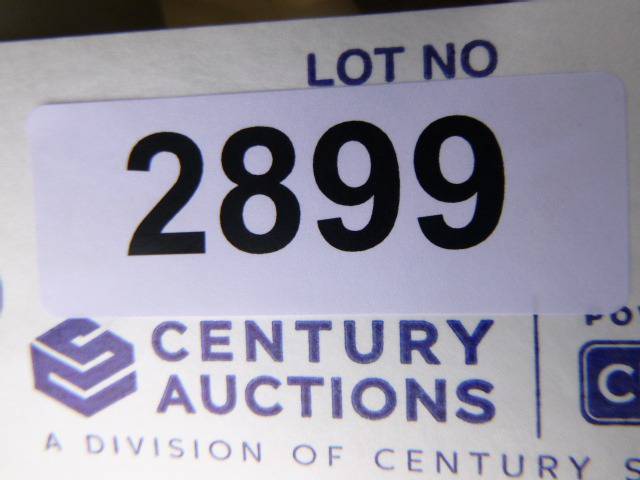 LOT NO
2899
CENTURY
AUCTIONS
A DIVISION OF CENTURY